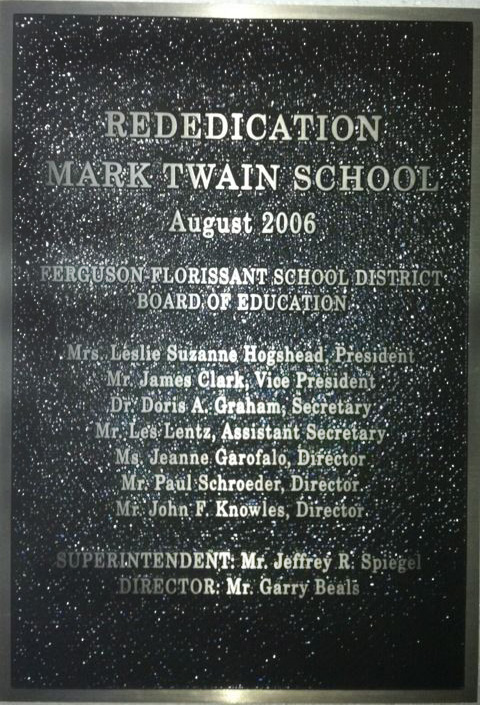 REDEDICATION
MARK TWAIN SCHOOL
August 2006
FERGUSON-FLORISSANT SCHOOL DISTRICT
BOARD OF EDUCATION
Mrs. Leslie Suzanne Hogshead, President
Mr. James Clark, Vice President
Dr. Doris A. Graham, Secretary
Mr. Les Lentz, Assistant Secretary
Ms. Jeanne Garofalo, Director
Mr. Paul Schroeder, Director
Mr. John F. Knowles, Director
SUPERINTENDENT: Mr. Jeffrey R. Spiegel
DIRECTOR: Mr. Garry Beals